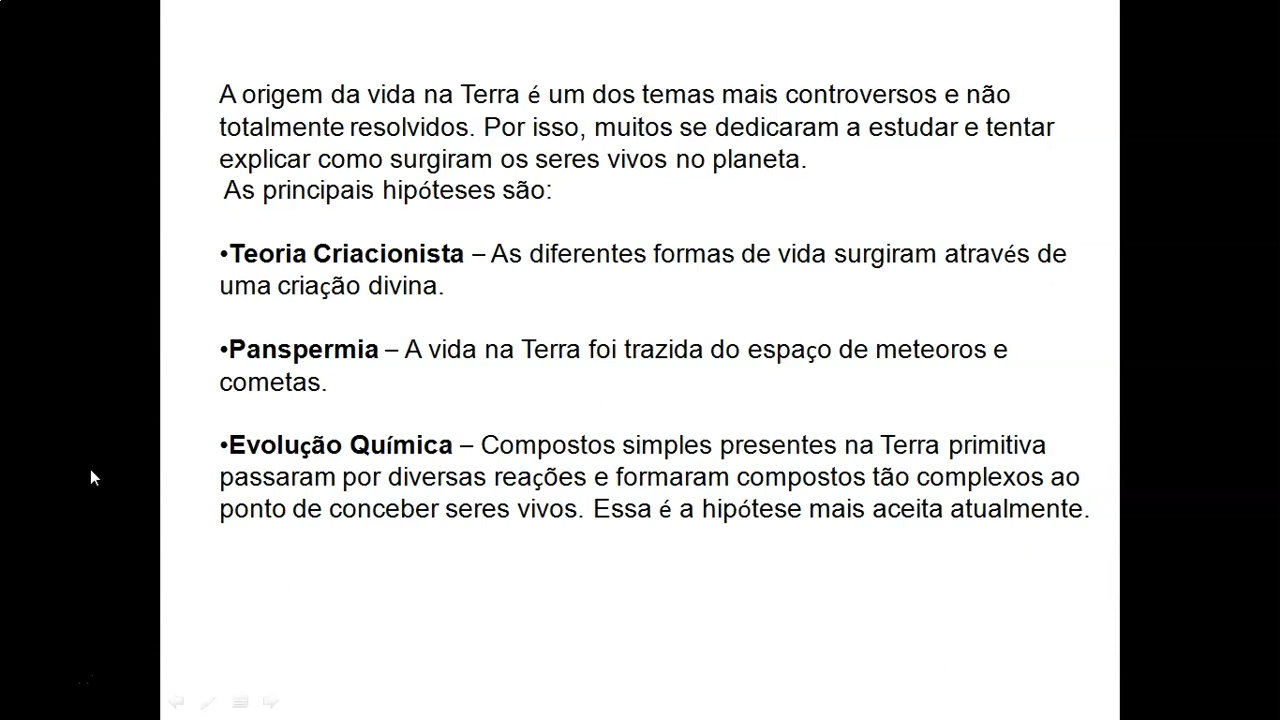 A origem da vida na Terra é um dos temas mais controversos e não
totalmente resolvidos. Por isso, muitos se dedicaram a estudar e tentar
explicar como surgiram os seres vivos no planeta.
As principais hipóteses são:
•Teoria Criacionista – As diferentes formas de vida surgiram através de
uma criação divina.
•Panspermia – A vida na Terra foi trazida do espaço de meteoros e
cometas.
•Evolução Química – Compostos simples presentes na Terra primitiva
passaram por diversas reações e formaram compostos tão complexos ao
ponto de conceber seres vivos. Essa é a hipótese mais aceita atualmente.